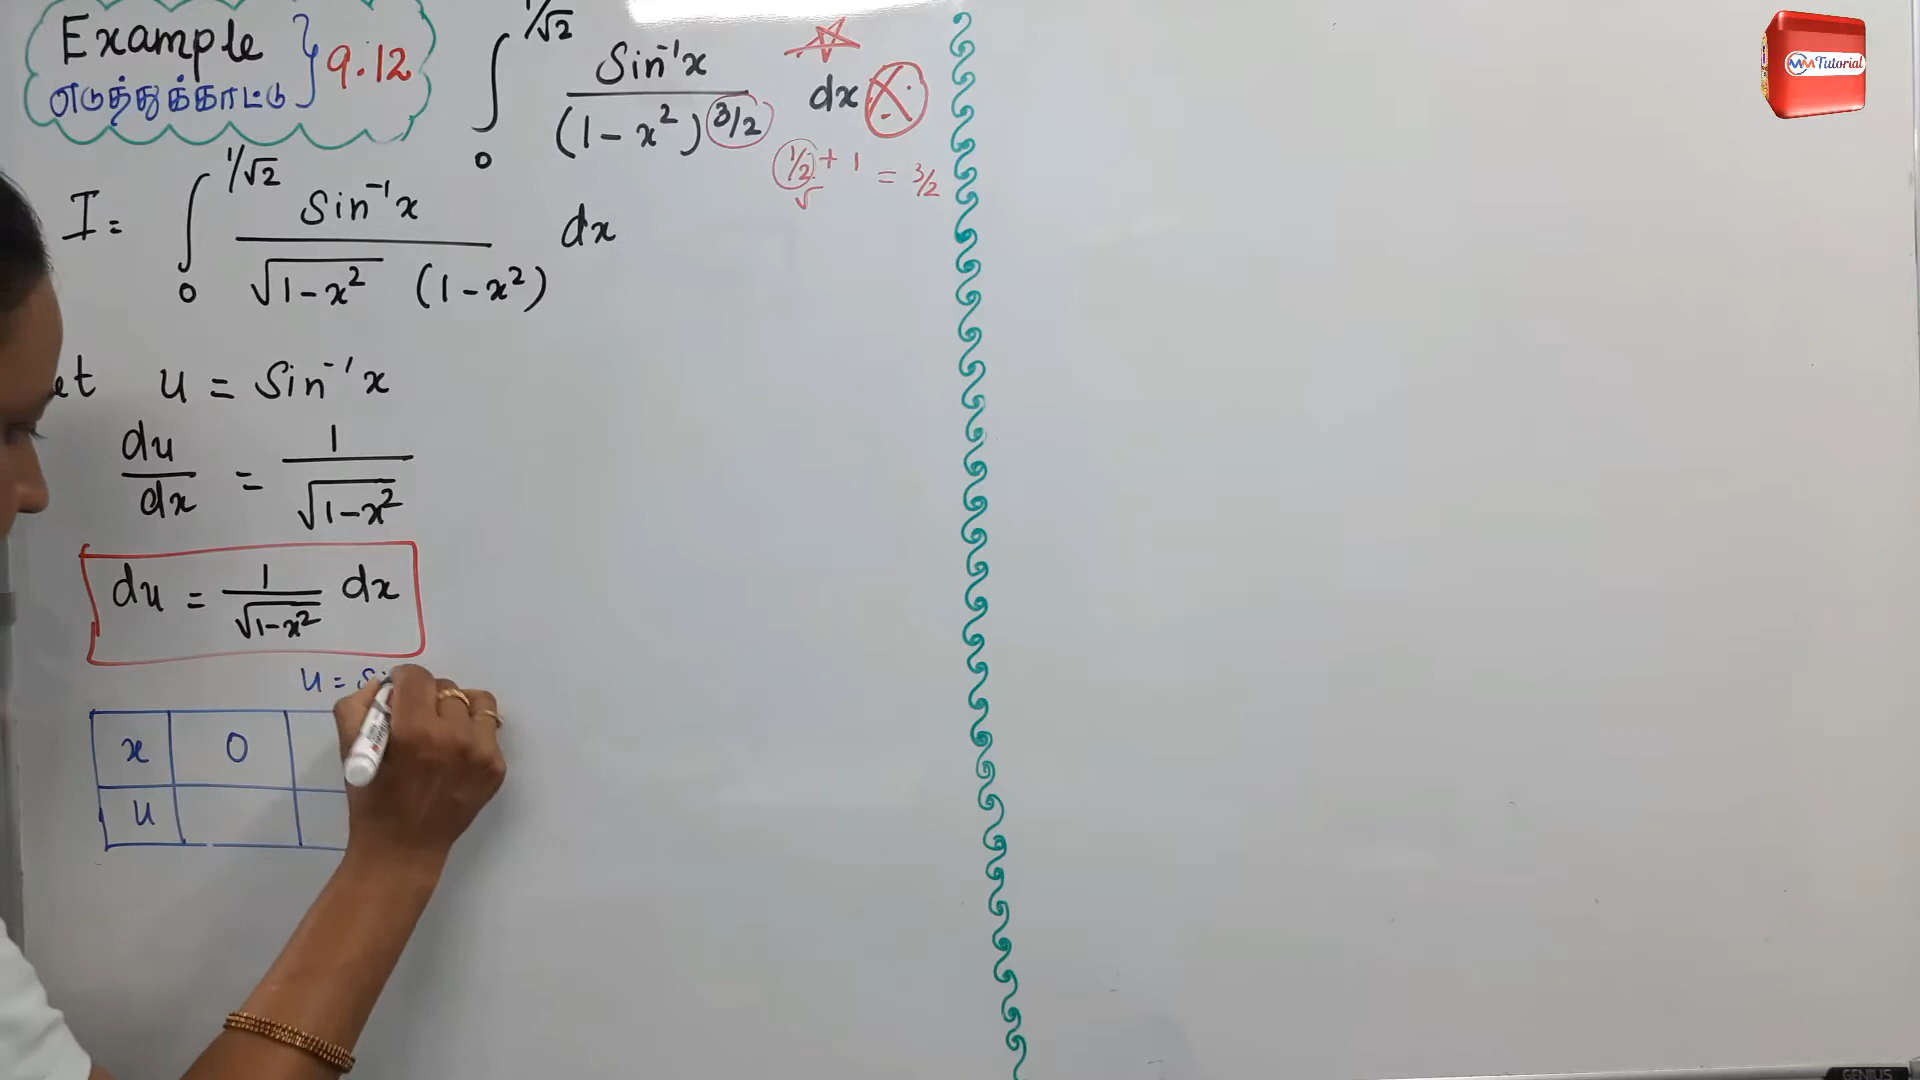 Example
எடுத்துக்காட்டு } 9.12
∫₀^{1/√2} Sin⁻¹x / (1-x²)^{3/2} dx
1/2 + 1 = 3/2
√
I = ∫₀^{1/√2} Sin⁻¹x / √(1-x²) (1-x²) dx
et u = Sin⁻¹x
du/dx = 1/√(1-x²)
du = 1/√(1-x²) dx
u = Si
x 0
u
MM Tutorial
GENIUS